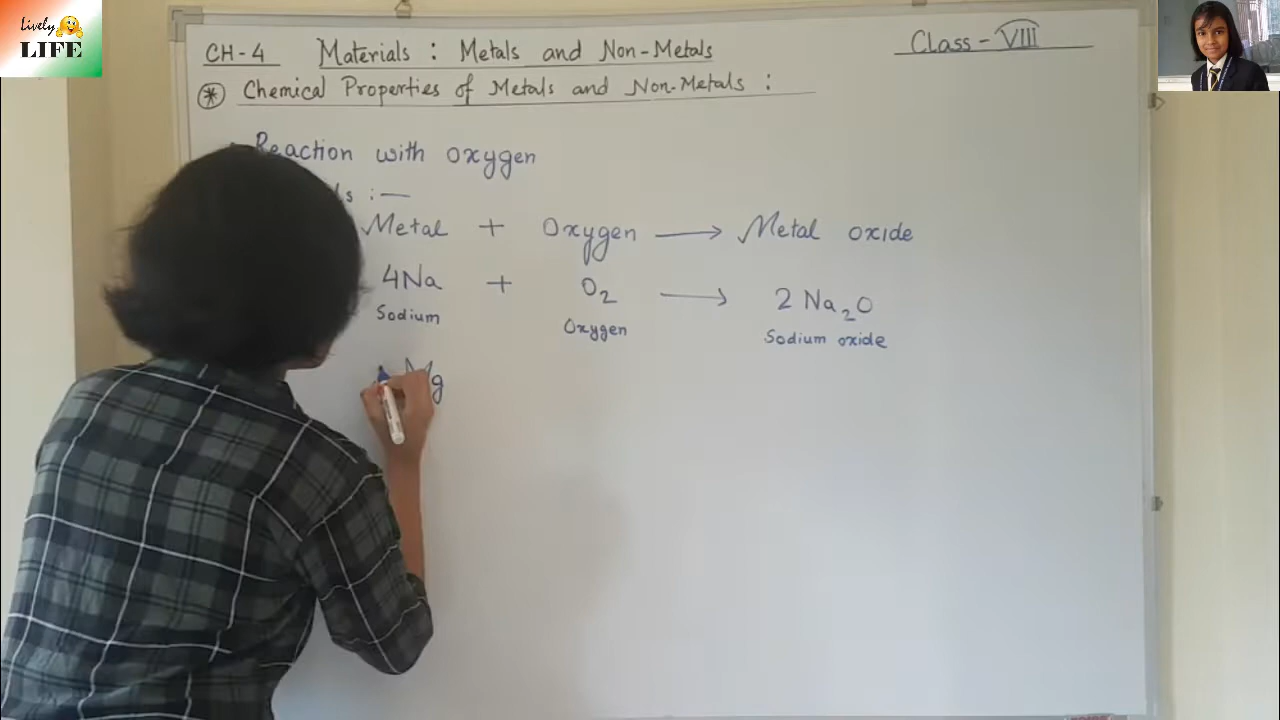 Lively
LIFE
CH-4 Materials : Metals and Non-Metals Class - VIII
* Chemical Properties of Metals and Non-Metals :
Reaction with oxygen
:—
Metal + Oxygen → Metal oxide
4Na + O₂ → 2 Na₂O
Sodium Oxygen Sodium oxide
Mg